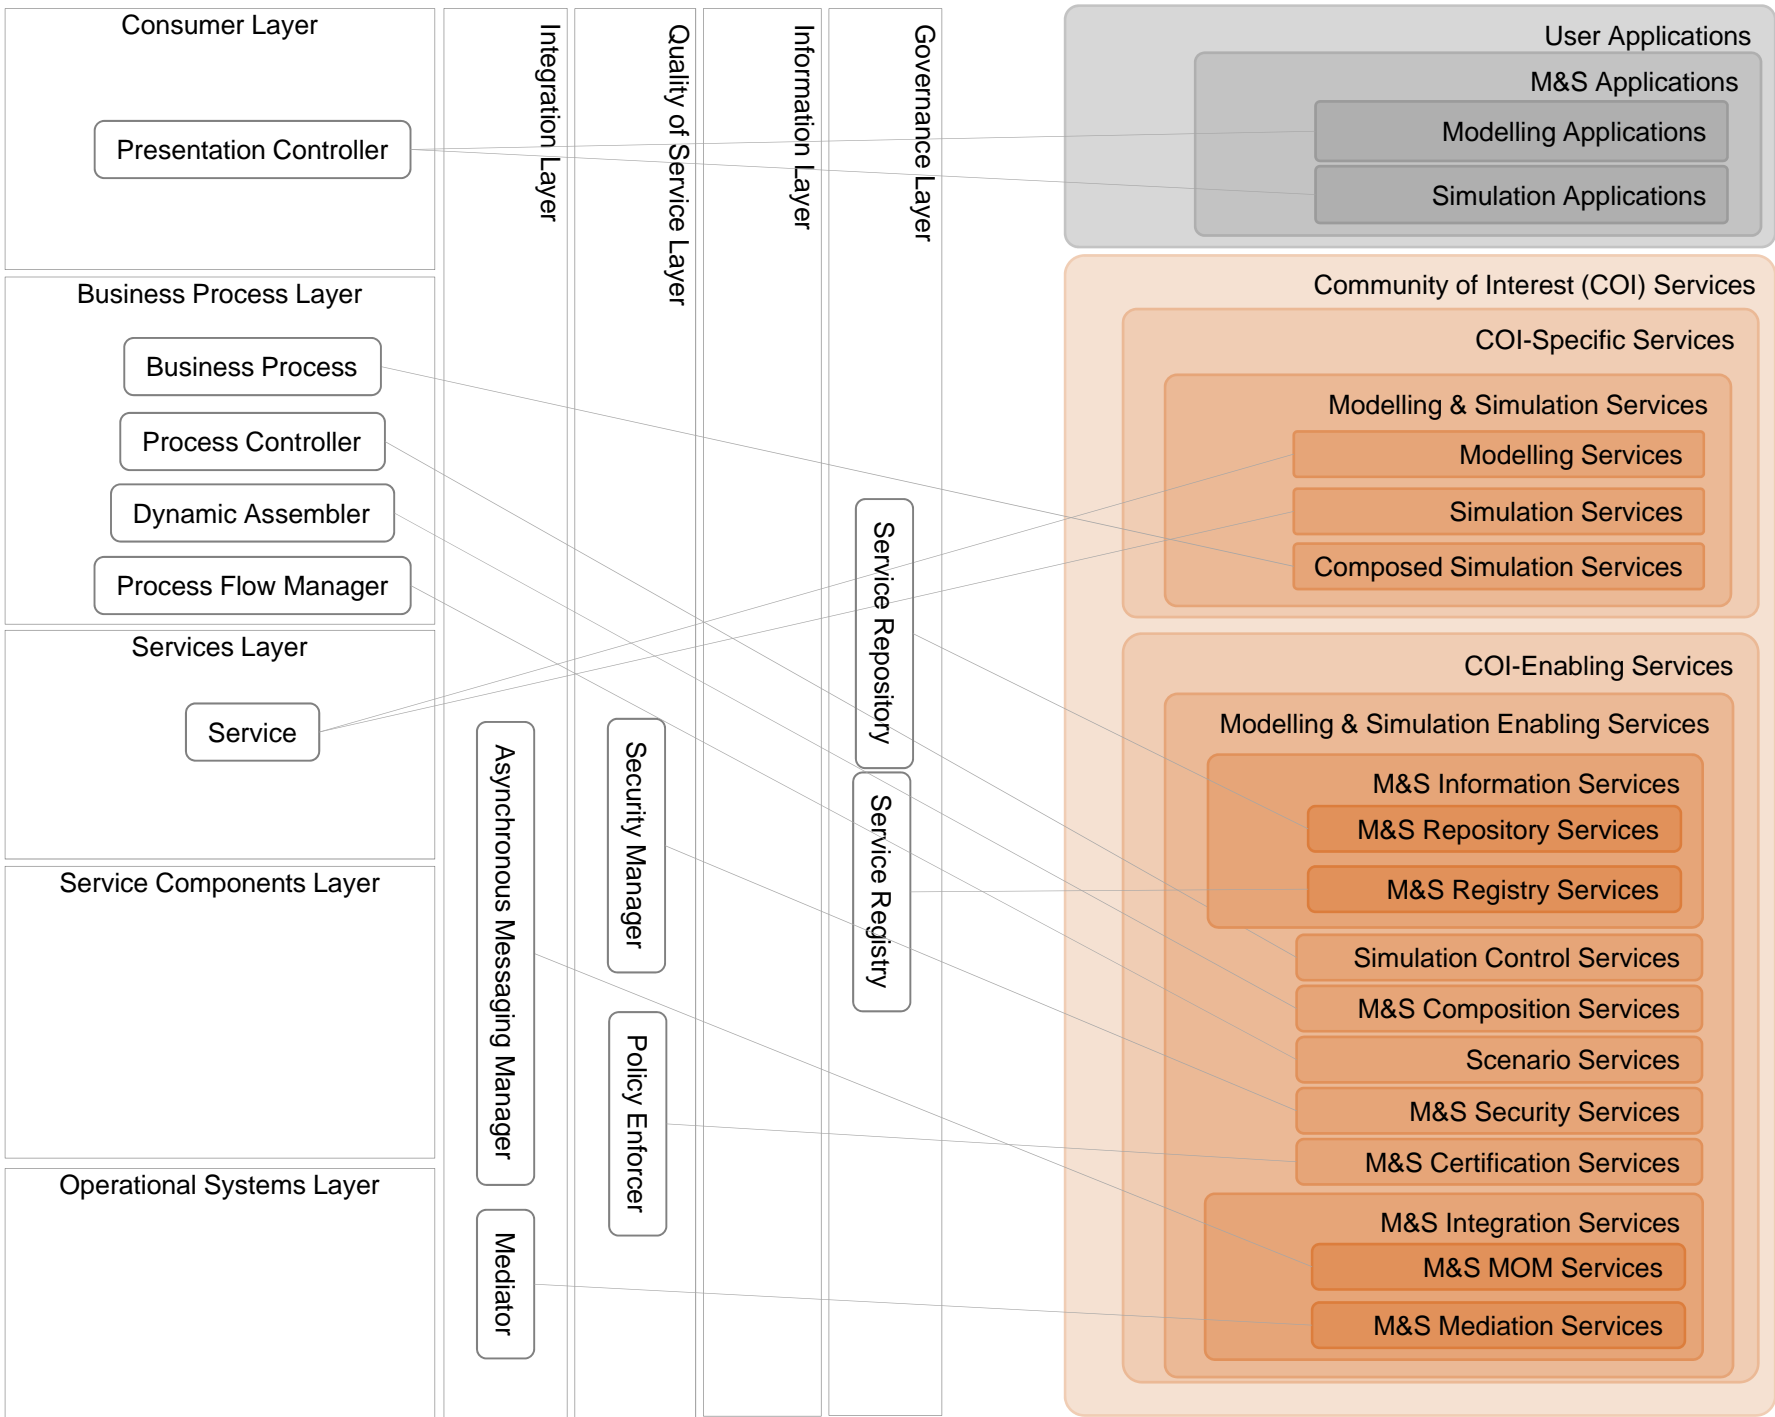 Consumer Layer
Presentation Controller
Business Process Layer
Business Process
Process Controller
Dynamic Assembler
Process Flow Manager
Services Layer
Service
Service Components Layer
Operational Systems Layer
Integration Layer
Asynchronous Messaging Manager
Mediator
Quality of Service Layer
Security Manager
Policy Enforcer
Information Layer
Governance Layer
Service Repository
Service Registry
User Applications
M&S Applications
Modelling Applications
Simulation Applications
Community of Interest (COI) Services
COI-Specific Services
Modelling & Simulation Services
Modelling Services
Simulation Services
Composed Simulation Services
COI-Enabling Services
Modelling & Simulation Enabling Services
M&S Information Services
M&S Repository Services
M&S Registry Services
Simulation Control Services
M&S Composition Services
Scenario Services
M&S Security Services
M&S Certification Services
M&S Integration Services
M&S MOM Services
M&S Mediation Services